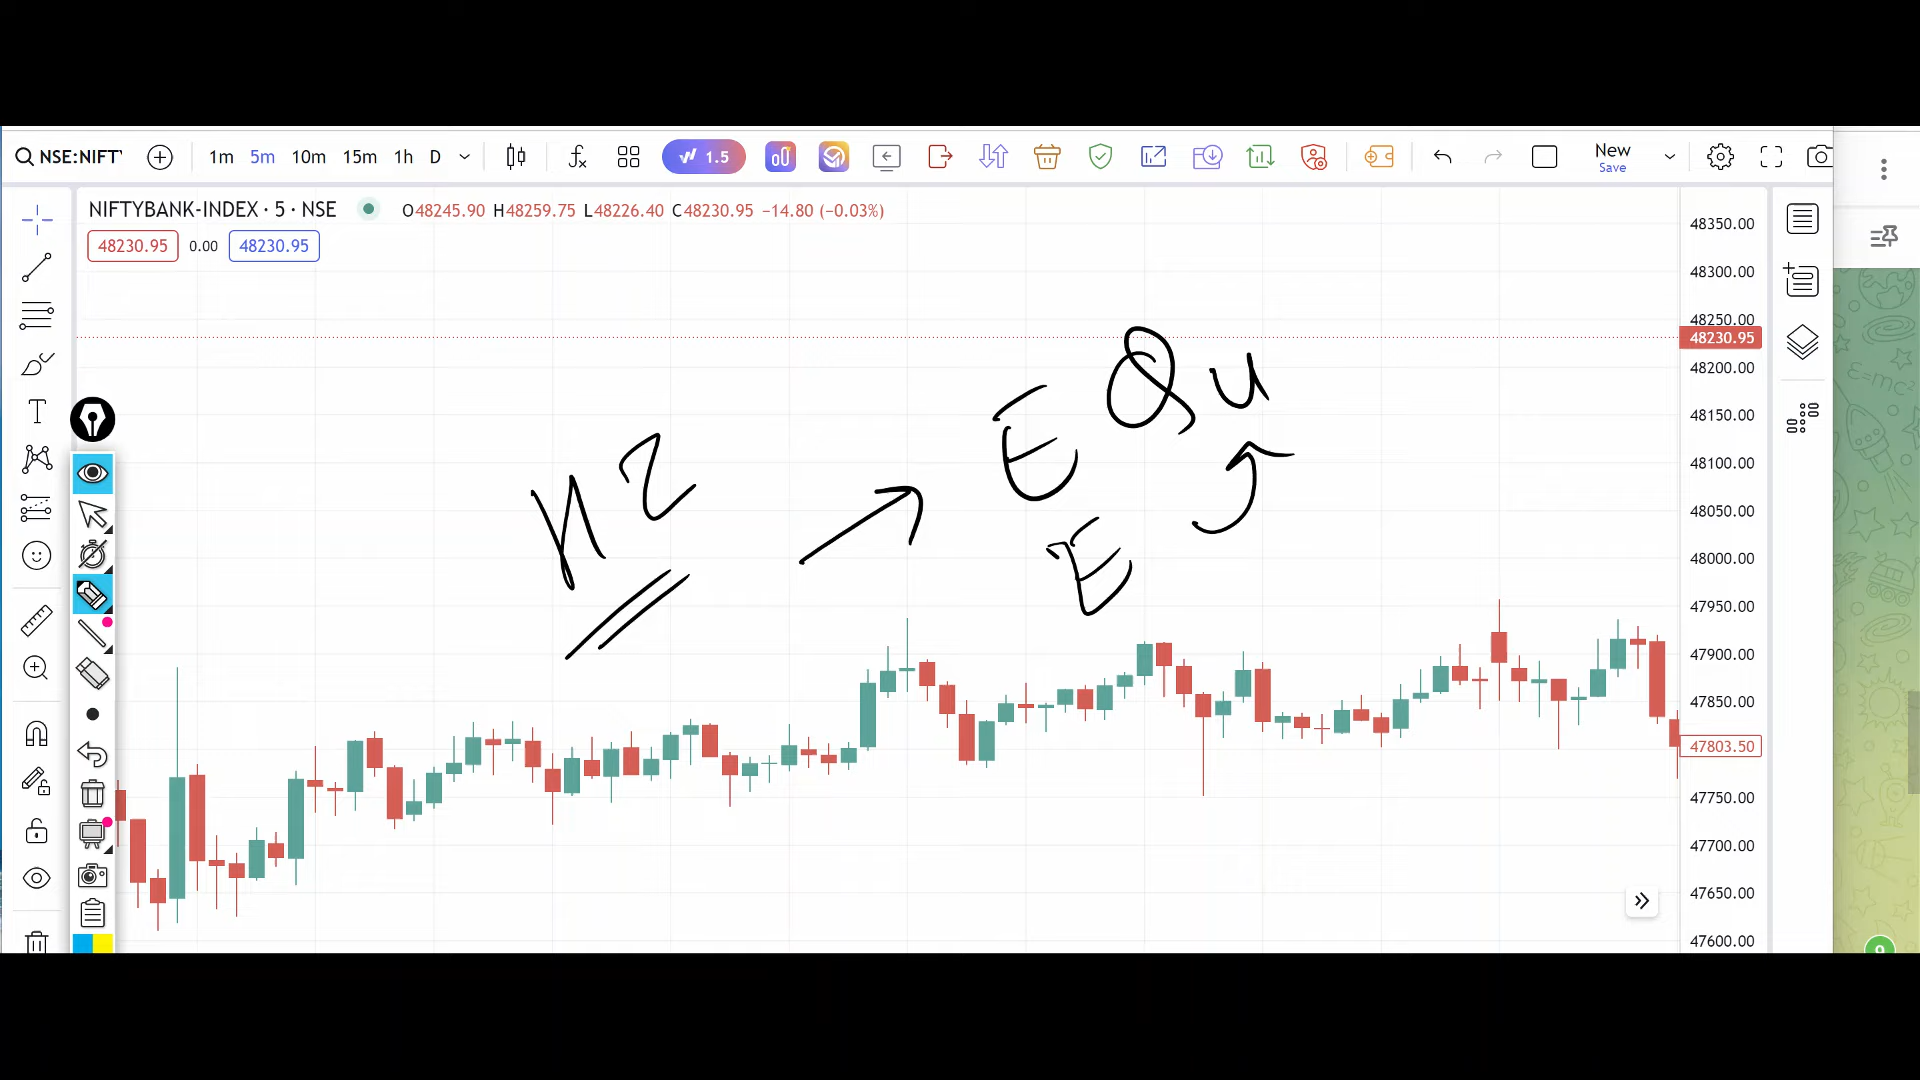 NSE:NIFTY
1m 5m 10m 15m 1h D
1.5
New
Save
NIFTYBANK-INDEX · 5 · NSE O48245.90 H48259.75 L48226.40 C48230.95 −14.80 (−0.03%)
48230.95 0.00 48230.95
48350.00
48300.00
48250.00
48230.95
48200.00
48150.00
48100.00
48050.00
48000.00
47950.00
47900.00
47850.00
47803.50
47750.00
47700.00
47650.00
47600.00
E Qu
E
E=mc²